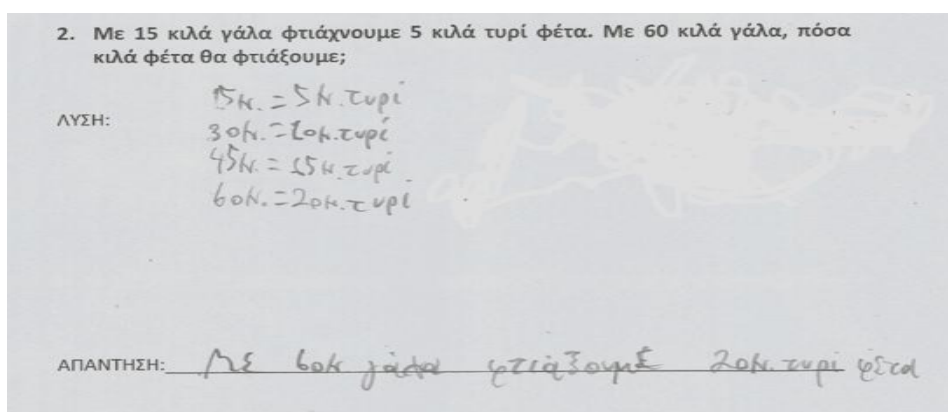 2. Με 15 κιλά γάλα φτιάχνουμε 5 κιλά τυρί φέτα. Με 60 κιλά γάλα, πόσα
κιλά φέτα θα φτιάξουμε;
15κ. = 5κ. τυρί
ΛΥΣΗ:
30κ. = 10κ. τυρί
45κ. = 15κ. τυρί
60κ. = 20κ. τυρί
ΑΠΑΝΤΗΣΗ: Με 60κ γάλα φτιάξουμε 20κ. τυρί φέτα